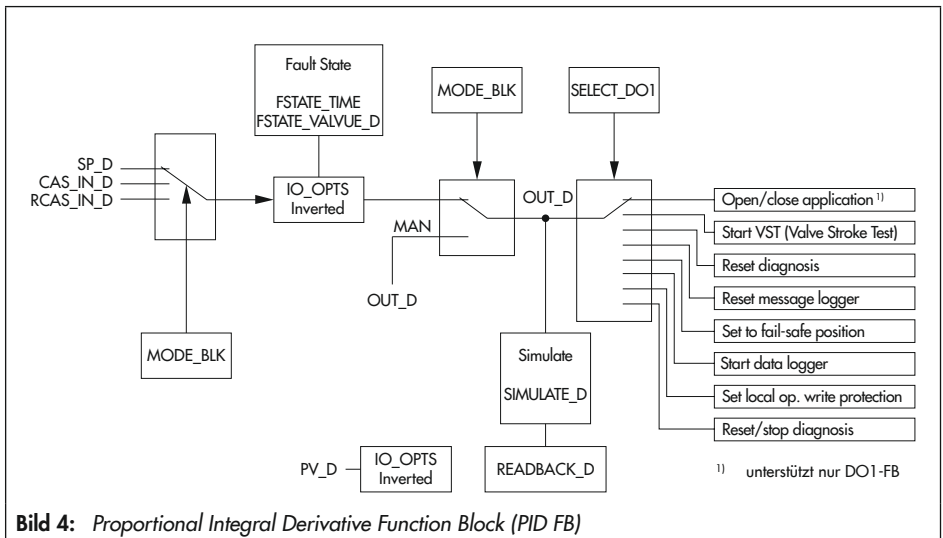 Fault State
FSTATE_TIME
FSTATE_VALVUE_D
MODE_BLK
SELECT_DO1
SP_D
CAS_IN_D
RCAS_IN_D
IO_OPTS
Inverted
MAN
OUT_D
OUT_D
Open/close application 1)
Start VST (Valve Stroke Test)
Reset diagnosis
Reset message logger
Set to fail-safe position
Start data logger
Set local op. write protection
Reset/stop diagnosis
MODE_BLK
Simulate
SIMULATE_D
READBACK_D
PV_D
IO_OPTS
Inverted
1) unterstützt nur DO1-FB
Bild 4: Proportional Integral Derivative Function Block (PID FB)